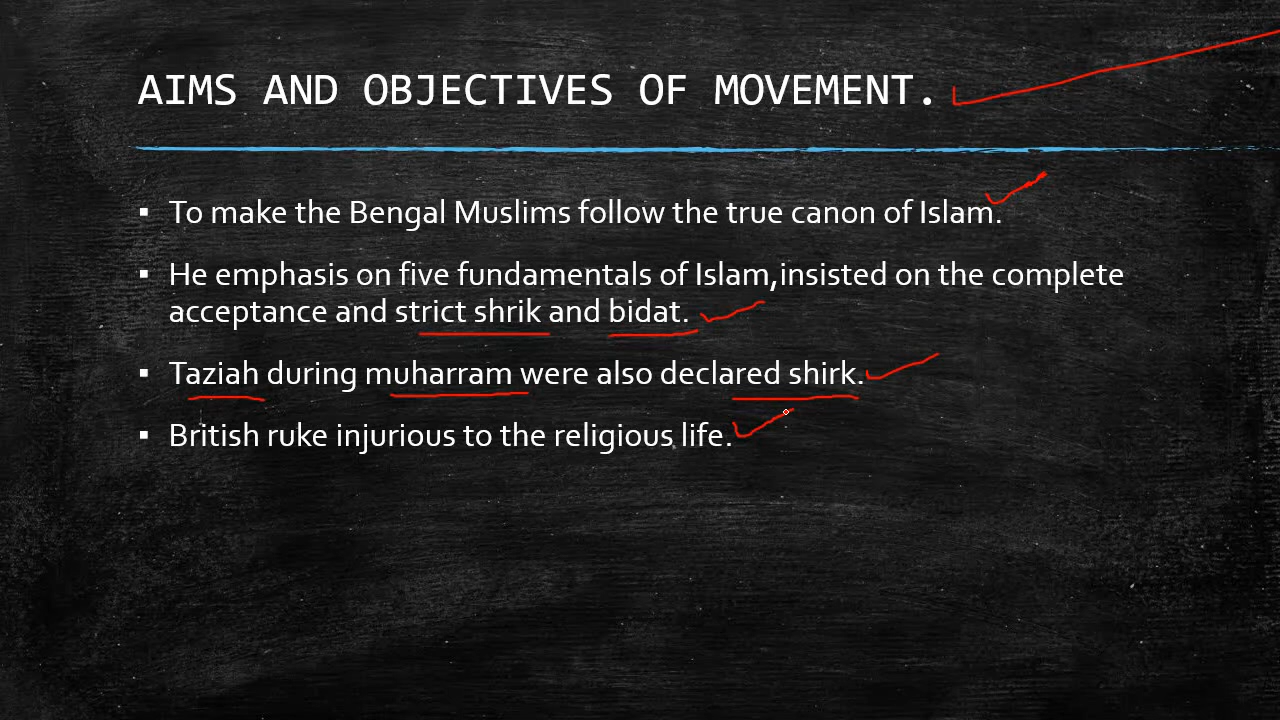 AIMS AND OBJECTIVES OF MOVEMENT.
▪ To make the Bengal Muslims follow the true canon of Islam.
▪ He emphasis on five fundamentals of Islam,insisted on the complete
acceptance and strict shrik and bidat.
▪ Taziah during muharram were also declared shirk.
▪ British ruke injurious to the religious life.